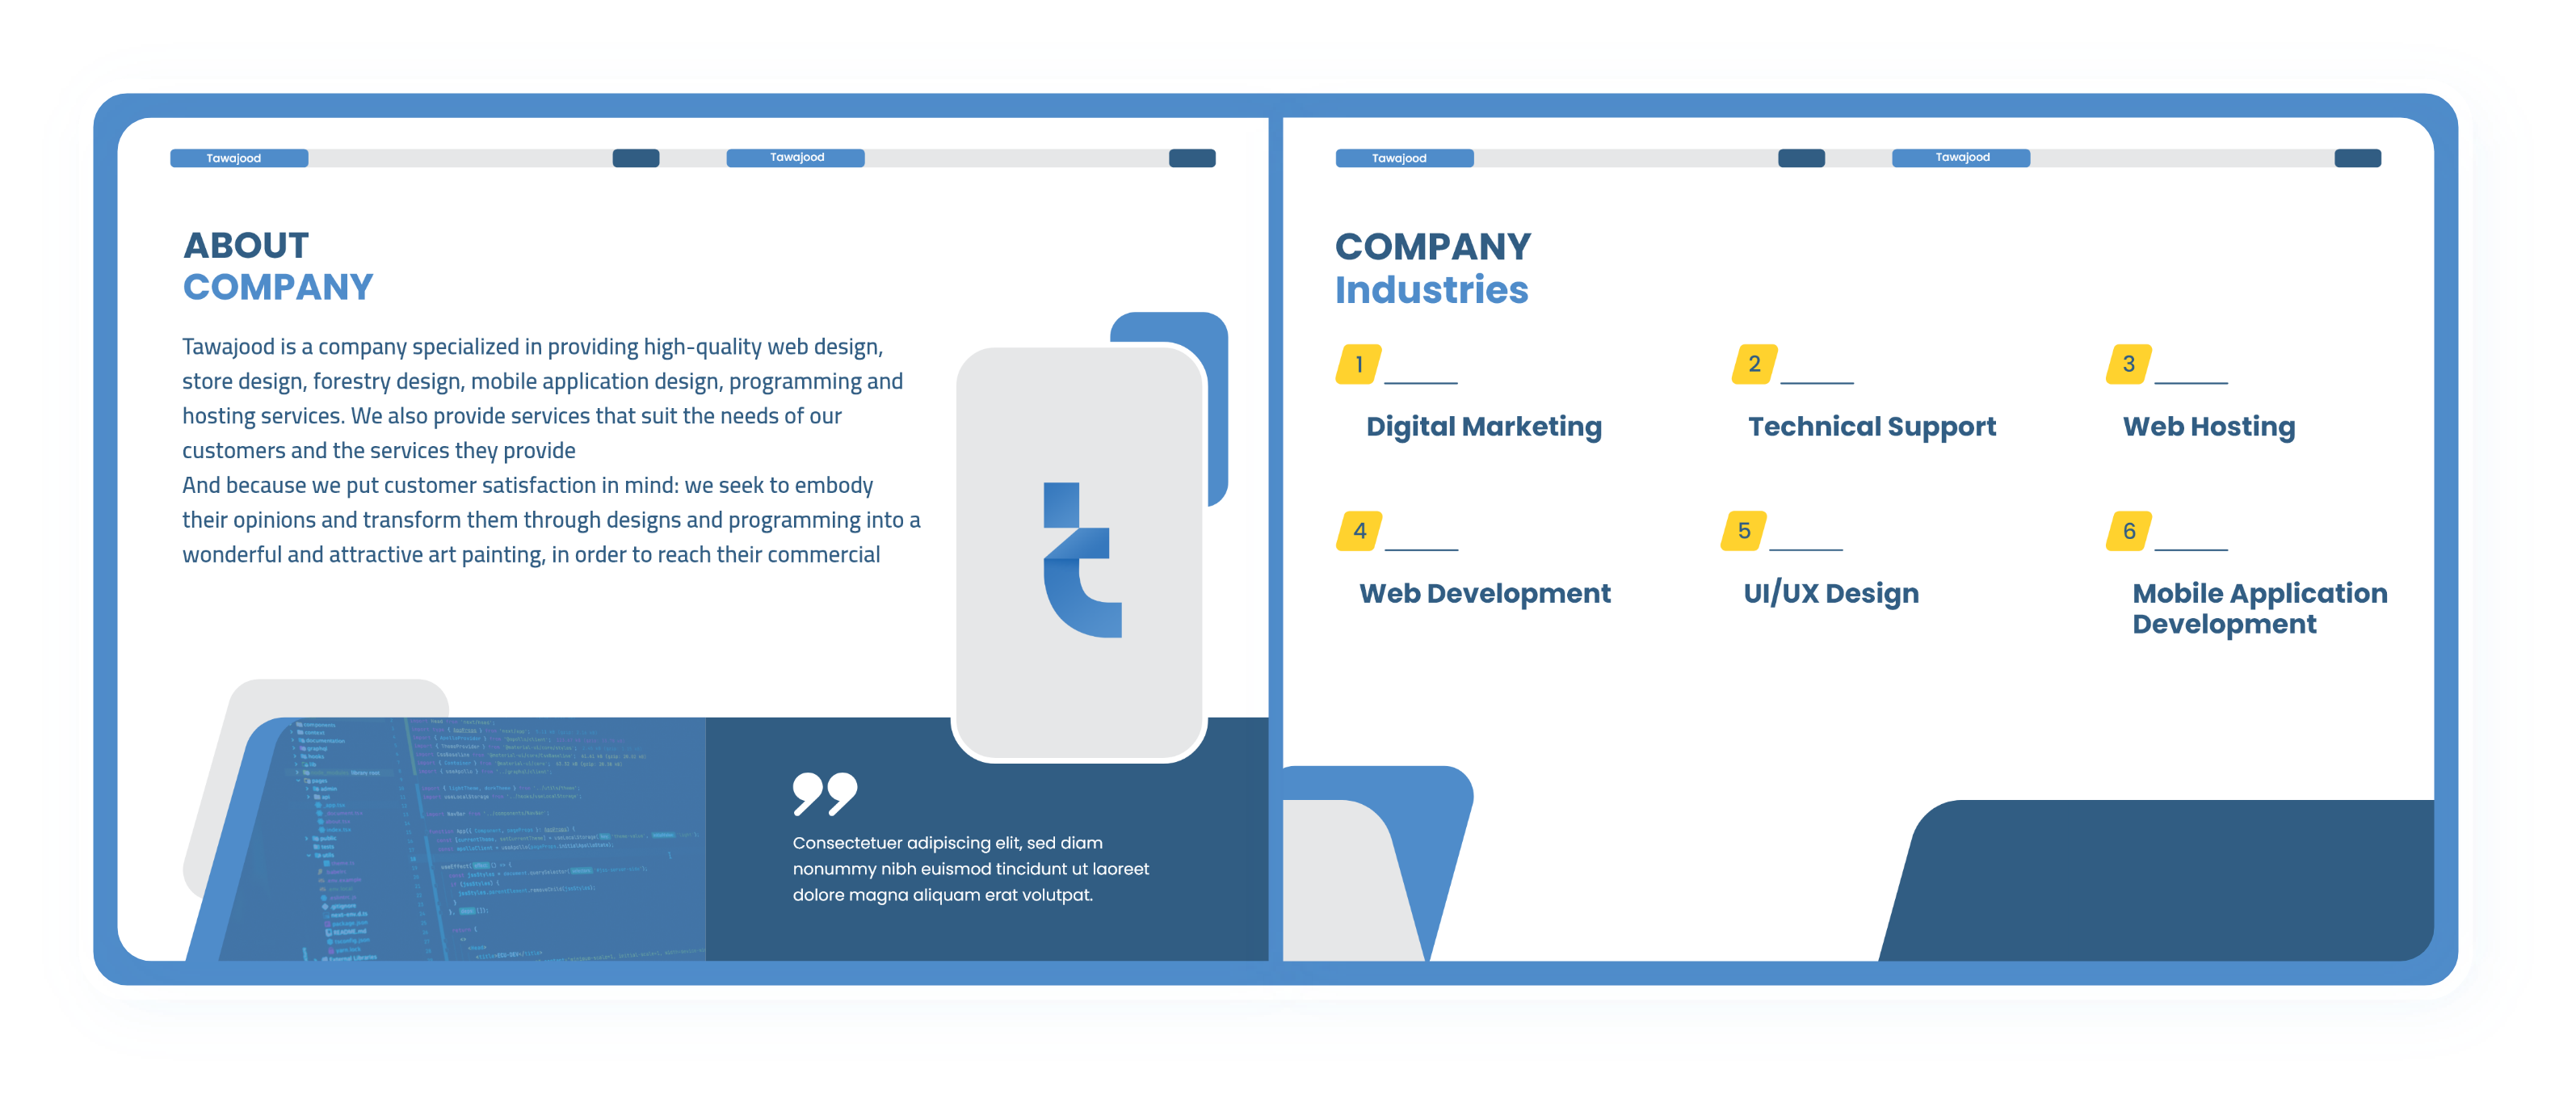 Tawajood
Tawajood
ABOUT
COMPANY
Tawajood is a company specialized in providing high-quality web design,
store design, forestry design, mobile application design, programming and
hosting services. We also provide services that suit the needs of our
customers and the services they provide
And because we put customer satisfaction in mind: we seek to embody
their opinions and transform them through designs and programming into a
wonderful and attractive art painting, in order to reach their commercial
Consectetuer adipiscing elit, sed diam
nonummy nibh euismod tincidunt ut laoreet
dolore magna aliquam erat volutpat.
Tawajood
Tawajood
COMPANY
Industries
1
Digital Marketing
2
Technical Support
3
Web Hosting
4
Web Development
5
UI/UX Design
6
Mobile Application
Development